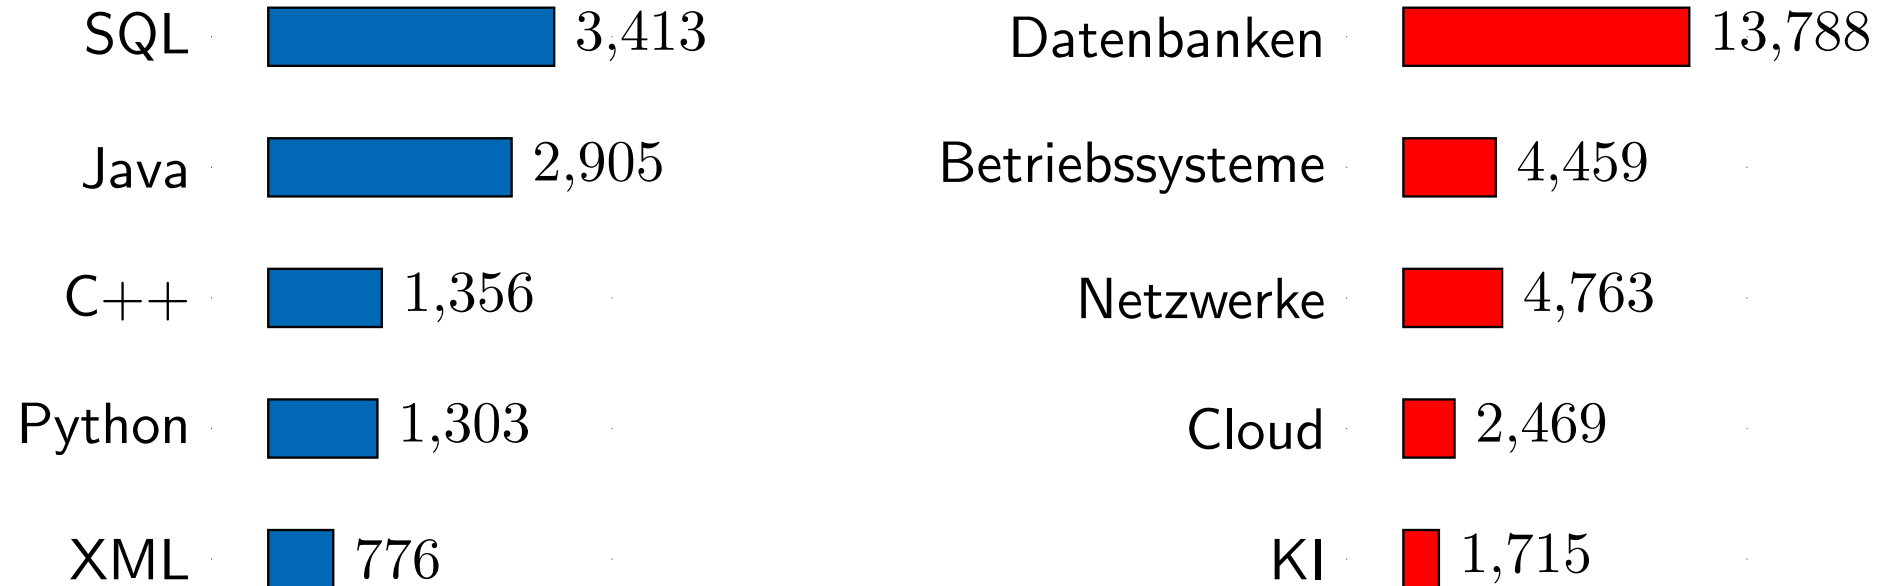 SQL 3,413
Java 2,905
C++ 1,356
Python 1,303
XML 776
Datenbanken 13,788
Betriebssysteme 4,459
Netzwerke 4,763
Cloud 2,469
KI 1,715